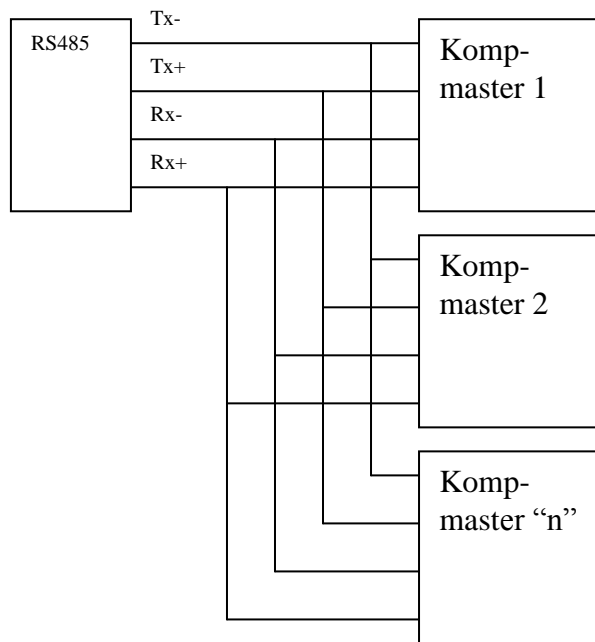 RS485
Tx-
Tx+
Rx-
Rx+
Komp-
master 1
Komp-
master 2
Komp-
master “n”